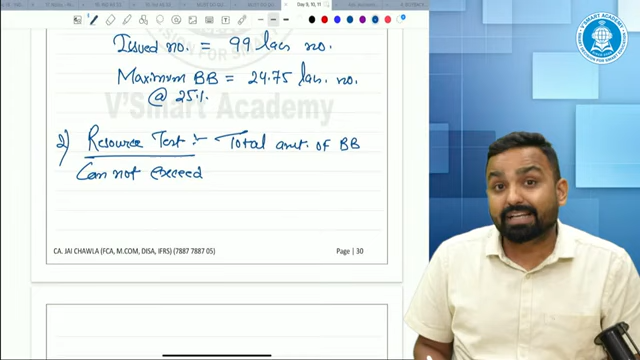 Day 9, 10, 11
Issued no. = 99 lacs no.
Maximum BB = 24.75 lacs. no.
@ 25%
V'Smart Academy
2) Resource Test :- Total amt. of BB
Can not exceed
CA. JAI CHAWLA (FCA, M.COM, DISA, IFRS) (7887 7887 05)
Page | 30
V'SMART ACADEMY